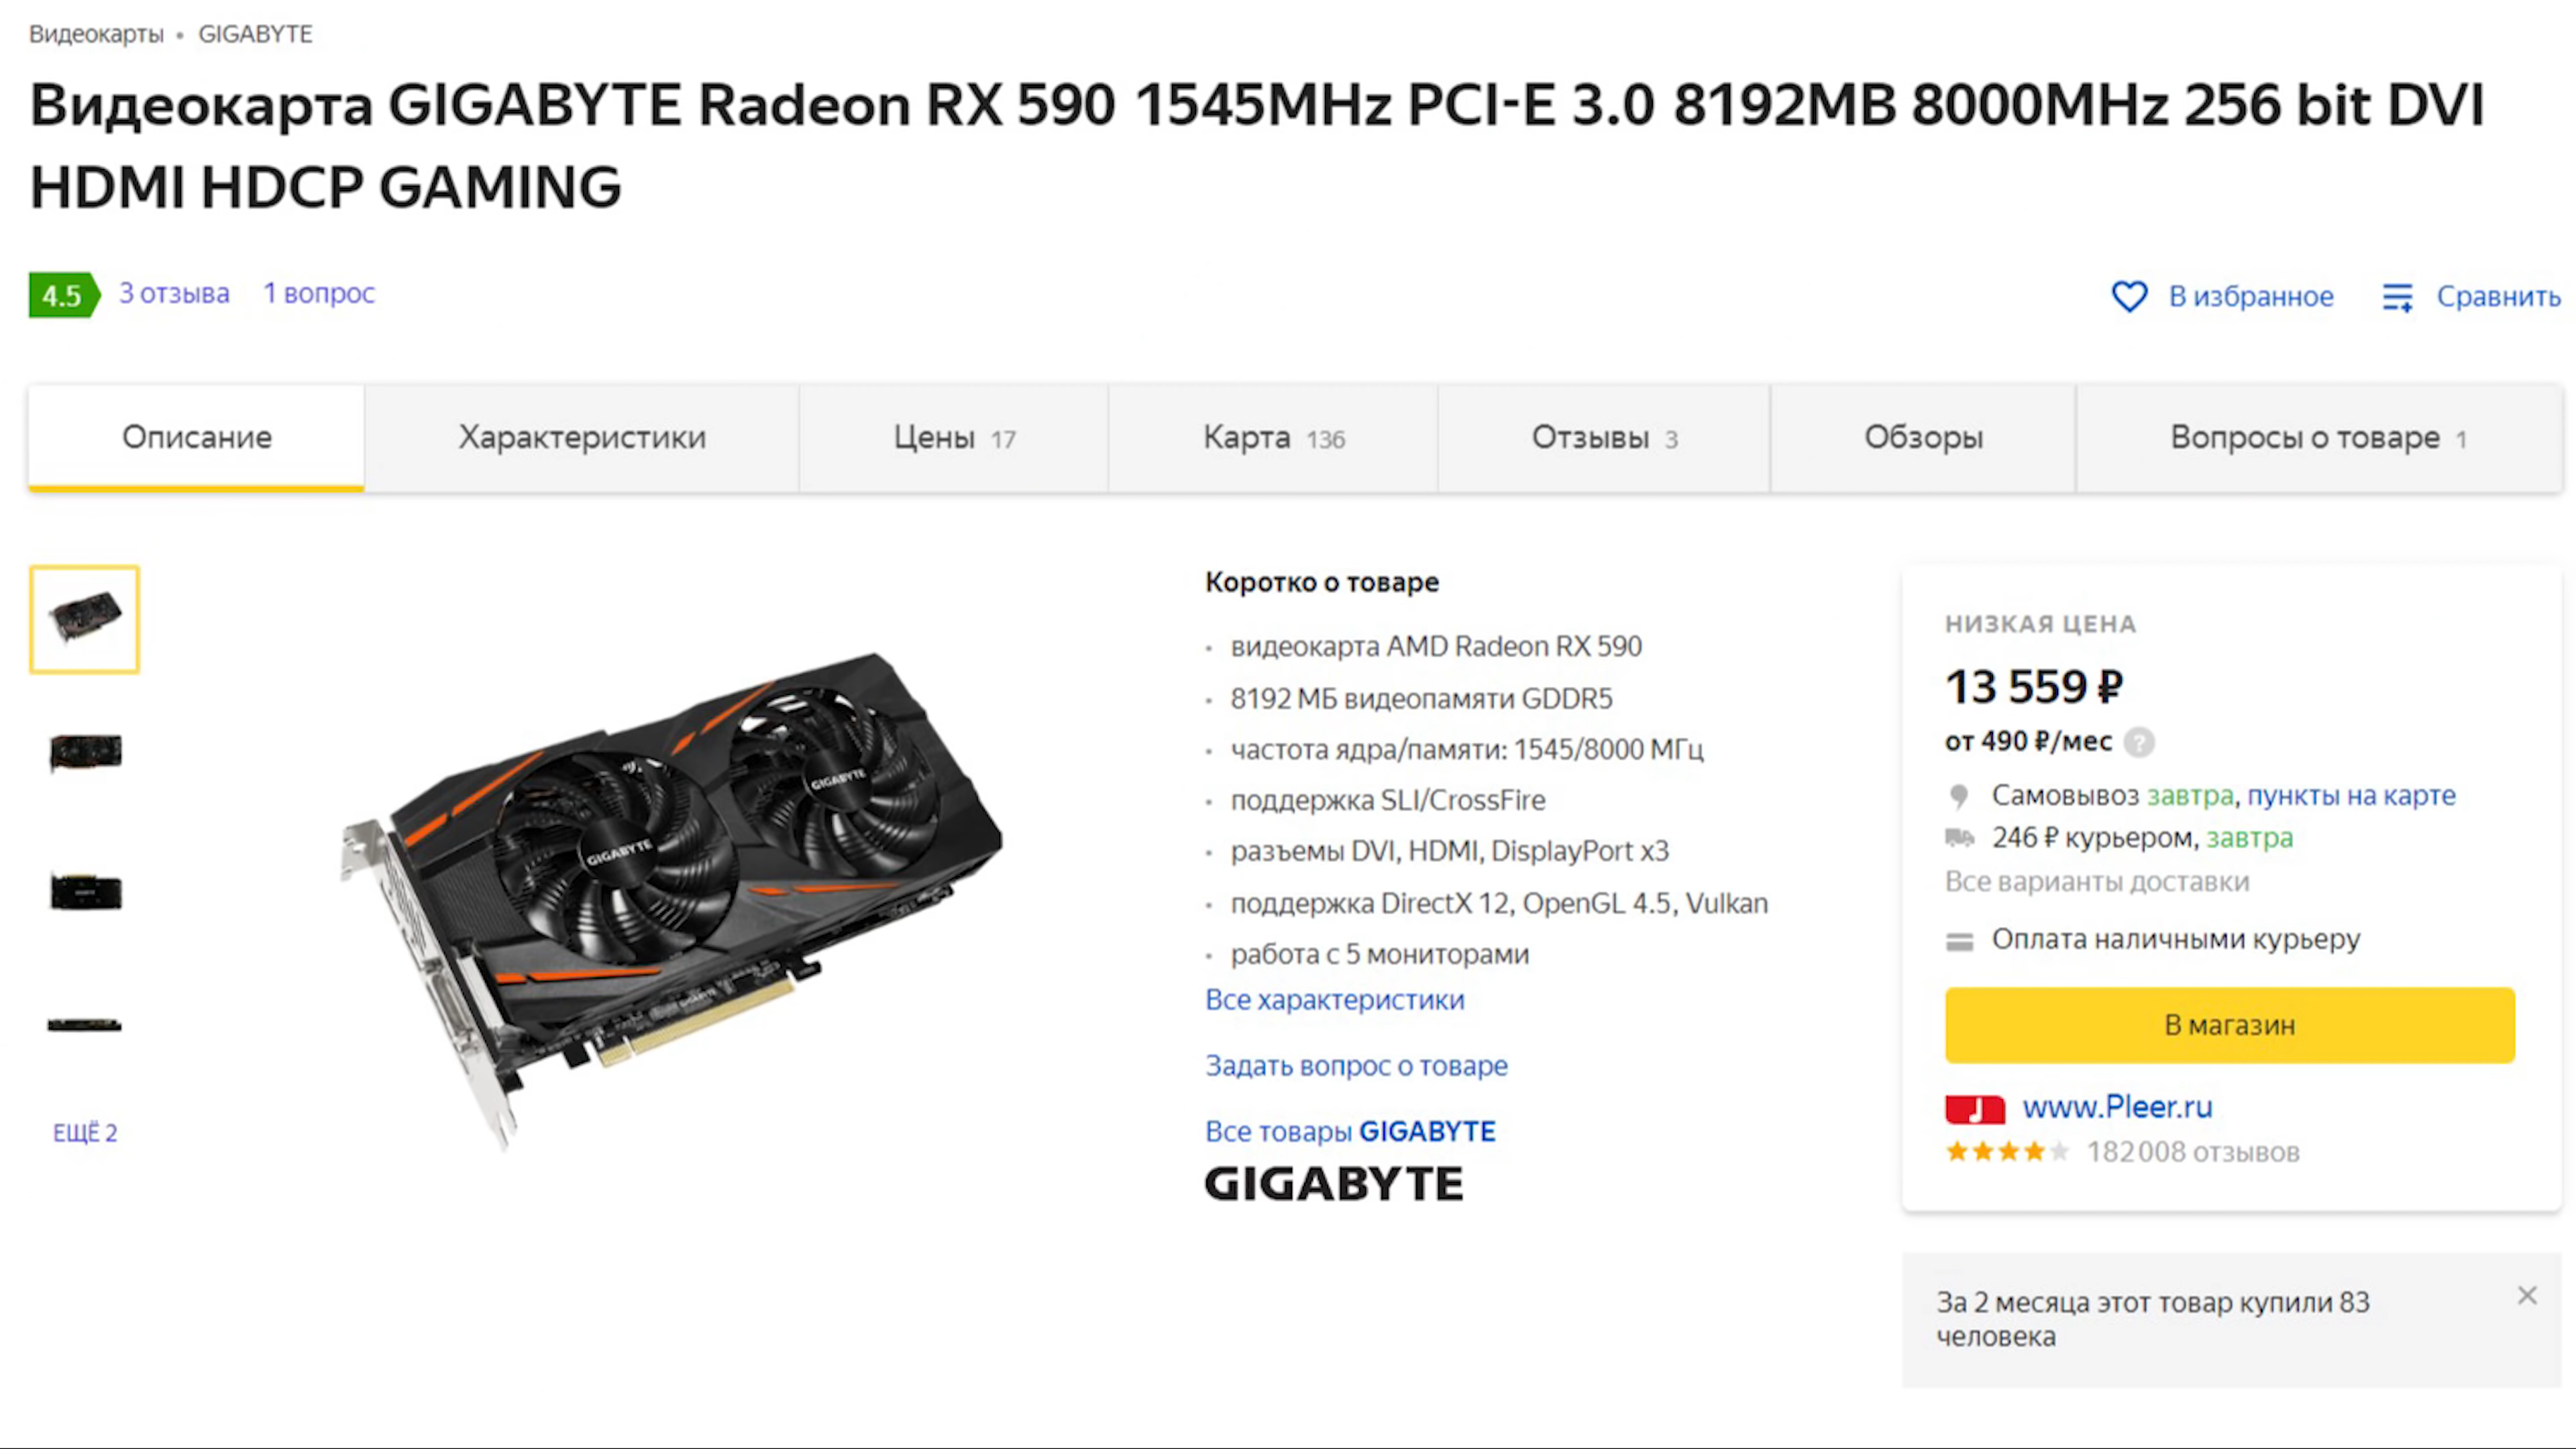 Видеокарты • GIGABYTE
Видеокарта GIGABYTE Radeon RX 590 1545MHz PCI-E 3.0 8192MB 8000MHz 256 bit DVI
HDMI HDCP GAMING
4.5 3 отзыва 1 вопрос
В избранное Сравнить
Описание Характеристики Цены 17 Карта 136 Отзывы 3 Обзоры Вопросы о товаре 1
GIGABYTE
GIGABYTE
ЕЩЁ 2
Коротко о товаре
• видеокарта AMD Radeon RX 590
• 8192 МБ видеопамяти GDDR5
• частота ядра/памяти: 1545/8000 МГц
• поддержка SLI/CrossFire
• разъемы DVI, HDMI, DisplayPort x3
• поддержка DirectX 12, OpenGL 4.5, Vulkan
• работа с 5 мониторами
Все характеристики
Задать вопрос о товаре
Все товары GIGABYTE
GIGABYTE
НИЗКАЯ ЦЕНА
13 559 ₽
от 490 ₽/мес ?
Самовывоз завтра, пункты на карте
246 ₽ курьером, завтра
Все варианты доставки
Оплата наличными курьеру
В магазин
www.Pleer.ru
182 008 отзывов
За 2 месяца этот товар купили 83
человека